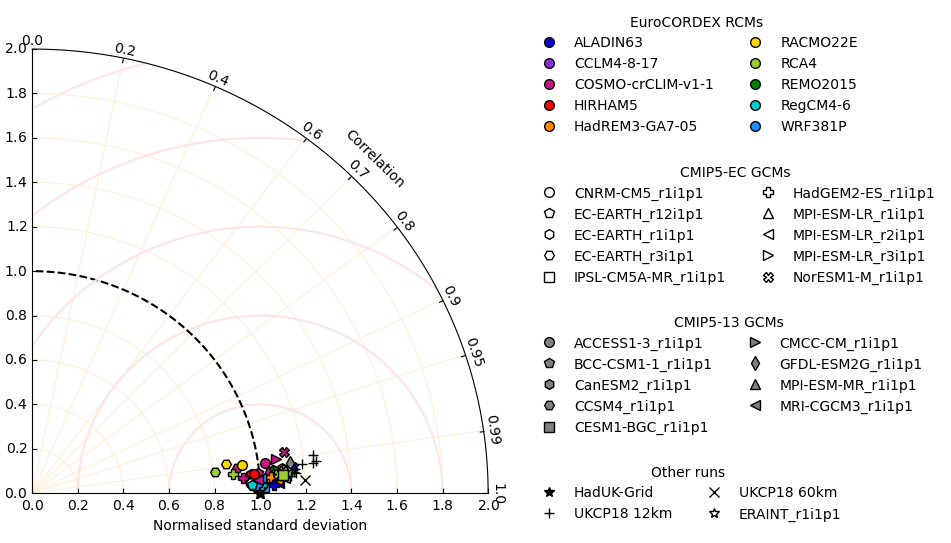 0.0
0.2
0.4
0.6
Correlation
0.7
0.8
0.9
0.95
0.99
1.0
2.0
1.8
1.6
1.4
1.2
1.0
0.8
0.6
0.4
0.2
0.0
0.0 0.2 0.4 0.6 0.8 1.0 1.2 1.4 1.6 1.8 2.0
Normalised standard deviation
EuroCORDEX RCMs
ALADIN63 RACMO22E
CCLM4-8-17 RCA4
COSMO-crCLIM-v1-1 REMO2015
HIRHAM5 RegCM4-6
HadREM3-GA7-05 WRF381P
CMIP5-EC GCMs
CNRM-CM5_r1i1p1 HadGEM2-ES_r1i1p1
EC-EARTH_r12i1p1 MPI-ESM-LR_r1i1p1
EC-EARTH_r1i1p1 MPI-ESM-LR_r2i1p1
EC-EARTH_r3i1p1 MPI-ESM-LR_r3i1p1
IPSL-CM5A-MR_r1i1p1 NorESM1-M_r1i1p1
CMIP5-13 GCMs
ACCESS1-3_r1i1p1 CMCC-CM_r1i1p1
BCC-CSM1-1_r1i1p1 GFDL-ESM2G_r1i1p1
CanESM2_r1i1p1 MPI-ESM-MR_r1i1p1
CCSM4_r1i1p1 MRI-CGCM3_r1i1p1
CESM1-BGC_r1i1p1
Other runs
HadUK-Grid UKCP18 60km
UKCP18 12km ERAINT_r1i1p1